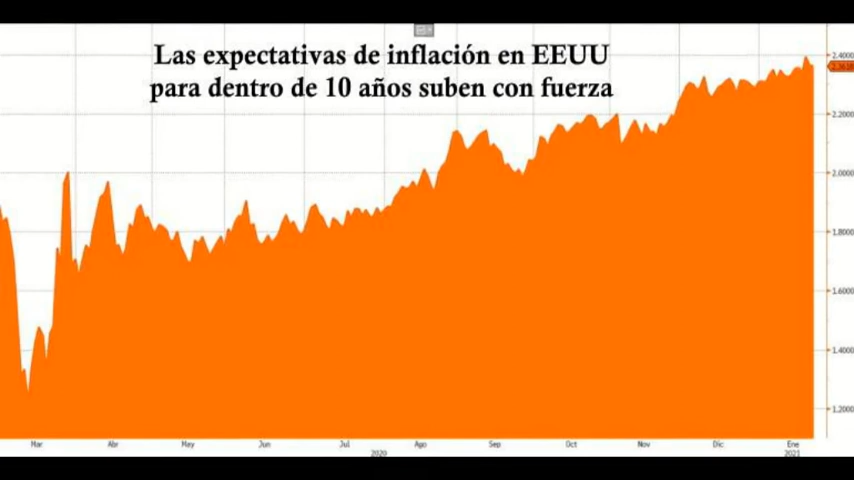 Las expectativas de inflación en EEUU
para dentro de 10 años suben con fuerza
2.4000
2.2000
2.0000
1.8000
1.6000
1.4000
1.2000
Mar Abr May Jun Jul Ago Sep Oct Nov Dic Ene
2020 2021